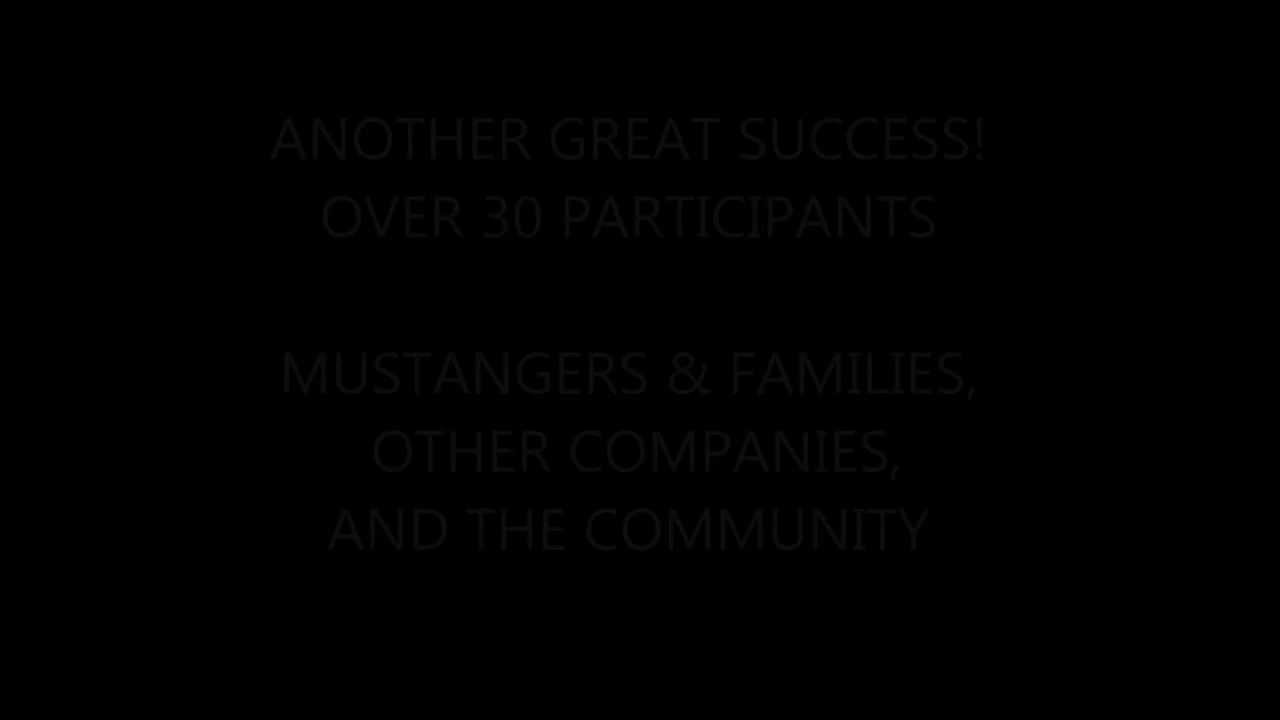 ANOTHER GREAT SUCCESS!
OVER 30 PARTICIPANTS
MUSTANGERS & FAMILIES,
OTHER COMPANIES,
AND THE COMMUNITY